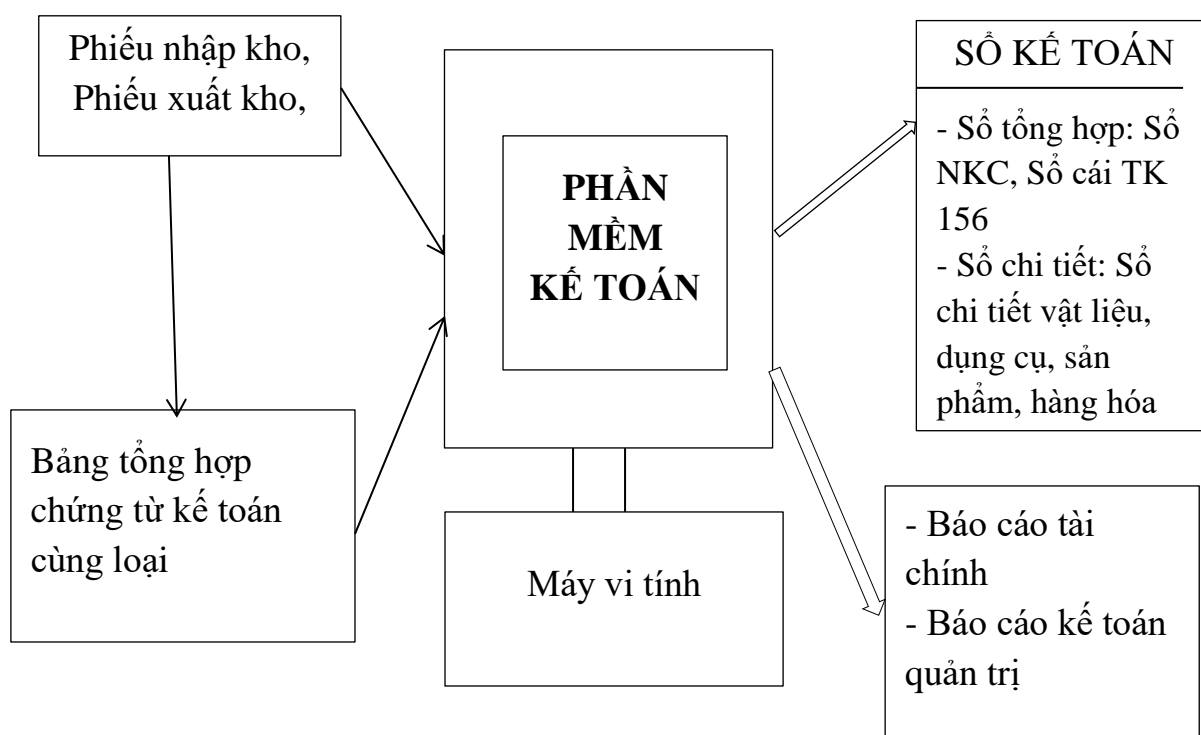 Phiếu nhập kho,
Phiếu xuất kho,
Bảng tổng hợp
chứng từ kế toán
cùng loại
PHẦN
MỀM
KẾ TOÁN
Máy vi tính
SỔ KẾ TOÁN
- Sổ tổng hợp: Sổ
NKC, Sổ cái TK
156
- Sổ chi tiết: Sổ
chi tiết vật liệu,
dụng cụ, sản
phẩm, hàng hóa
- Báo cáo tài
chính
- Báo cáo kế toán
quản trị